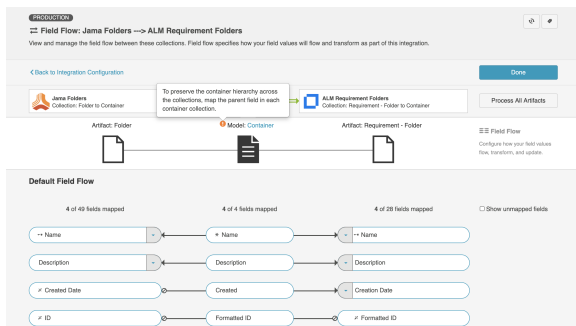 PRODUCTION
Field Flow: Jama Folders ---> ALM Requirement Folders
View and manage the field flow between these collections. Field flow specifies how your field values will flow and transform as part of this integration.
Back to Integration Configuration
Done
Jama Folders
Collection: Folder to Container
To preserve the container hierarchy across
the collections, map the parent field in each
container collection.
ALM Requirement Folders
Collection: Requirement - Folder to Container
Process All Artifacts
Artifact: Folder
Model: Container
Artifact: Requirement - Folder
Field Flow
Configure how your field values
flow, transform, and update
Default Field Flow
4 of 49 fields mapped
4 of 4 fields mapped
4 of 28 fields mapped
Show unmapped fields
Name
Name
Name
Description
Description
Description
Created Date
Created
Creation Date
ID
Formatted ID
Formatted ID